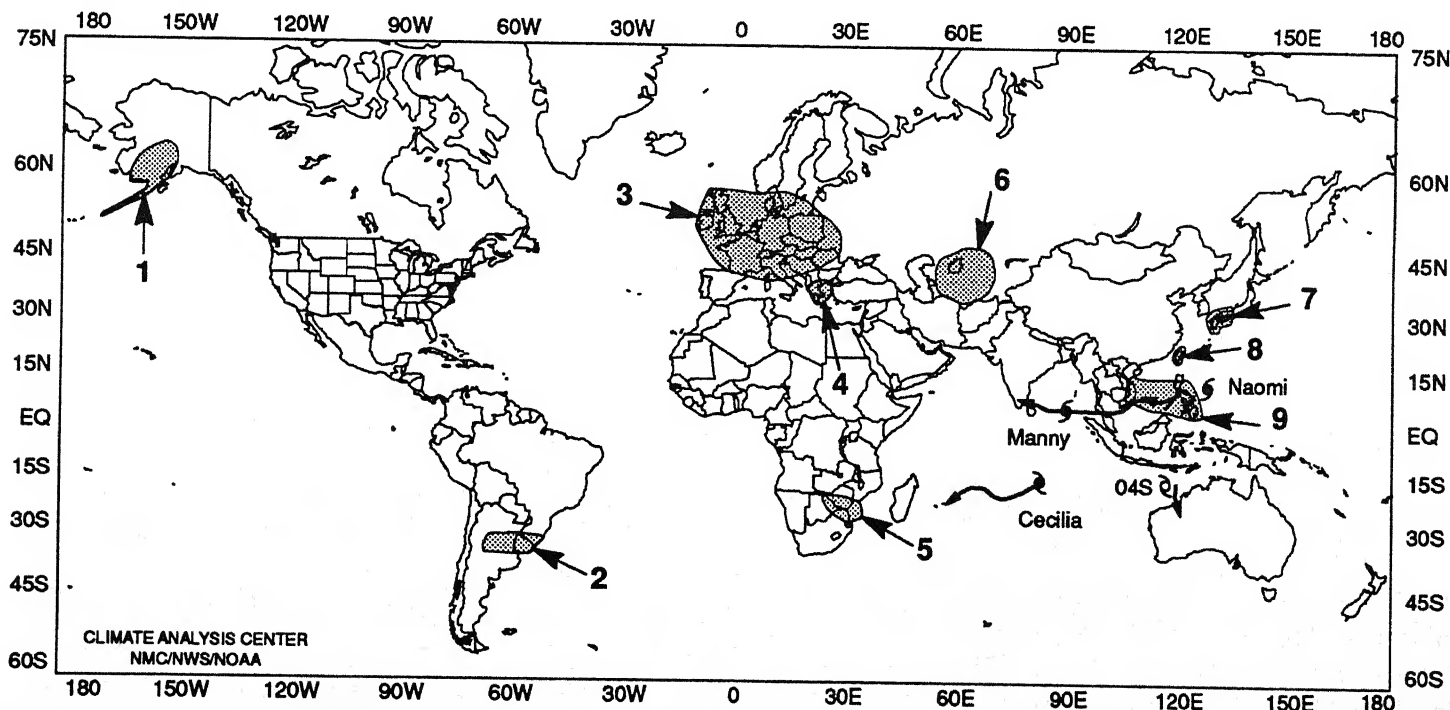 180 150W 120W 90W 60W 30W 0 30E 60E 90E 120E 150E 180
75N 75N
60N 60N
3 6
1
45N 45N
7
30N 30N
8
4
15N 15N
Naomi
9
EQ EQ
Manny
15S 04S 15S
Cecilia
30S 5 30S
2
45S 45S
CLIMATE ANALYSIS CENTER
NMC/NWS/NOAA
60S 60S
180 150W 120W 90W 60W 30W 0 30E 60E 90E 120E 150E 180